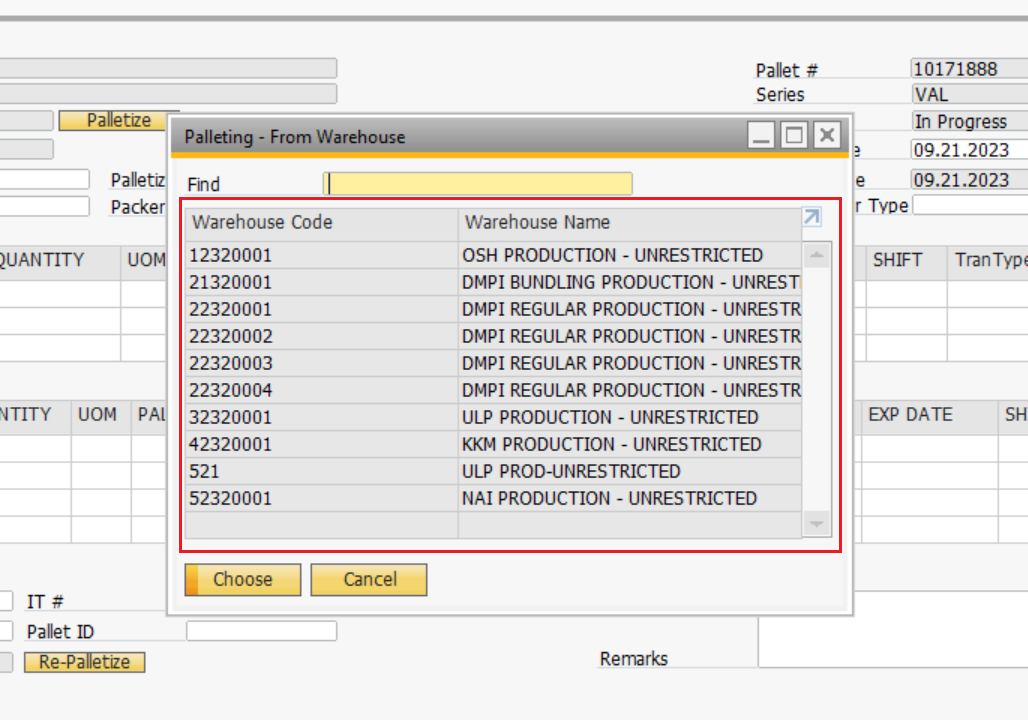 Pallet # 10171888
Series VAL
Palletize
Palleting - From Warehouse
In Progress
09.21.2023
Find
09.21.2023
Type
Warehouse Code Warehouse Name
QUANTITY UOM
SHIFT TranType
12320001 OSH PRODUCTION - UNRESTRICTED
21320001 DMPI BUNDLING PRODUCTION - UNREST
22320001 DMPI REGULAR PRODUCTION - UNRESTR
22320002 DMPI REGULAR PRODUCTION - UNRESTR
22320003 DMPI REGULAR PRODUCTION - UNRESTR
22320004 DMPI REGULAR PRODUCTION - UNRESTR
32320001 ULP PRODUCTION - UNRESTRICTED
UOM PAL
EXP DATE SH
42320001 KKM PRODUCTION - UNRESTRICTED
521 ULP PROD-UNRESTRICTED
52320001 NAI PRODUCTION - UNRESTRICTED
Choose Cancel
IT #
Pallet ID
Re-Palletize
Remarks